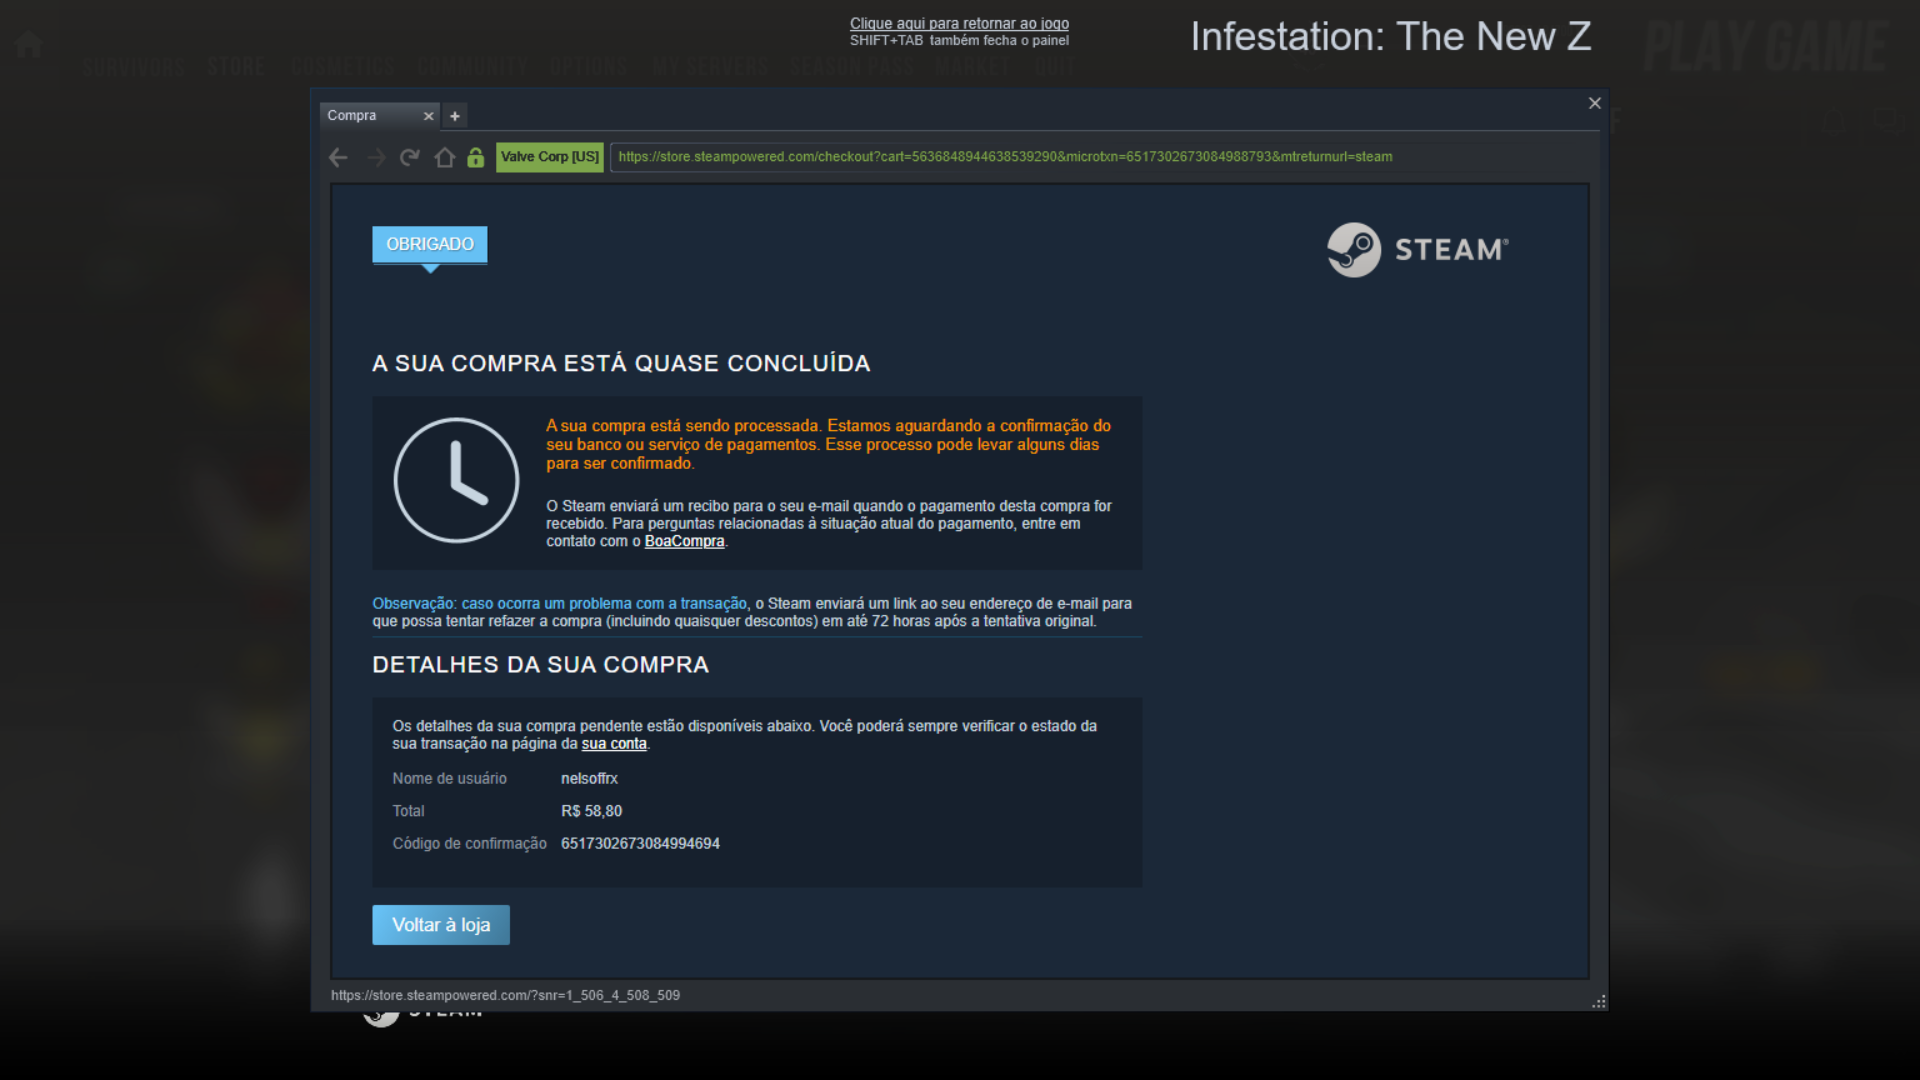 Clique aqui para retornar ao jogo
SHIFT+TAB também fecha o painel
Infestation: The New Z
PLAY GAME
SURVIVORS STORE COSMETICS COMMUNITY OPTIONS MY SERVERS SEASON PASS MARKET QUIT
Compra
Valve Corp [US]
https://store.steampowered.com/checkout?cart=5636848944638539290&microtxn=6517302673084988793&mtreturnurl=steam
OBRIGADO
STEAM®
A SUA COMPRA ESTÁ QUASE CONCLUÍDA
A sua compra está sendo processada. Estamos aguardando a confirmação do
seu banco ou serviço de pagamentos. Esse processo pode levar alguns dias
para ser confirmado.
O Steam enviará um recibo para o seu e-mail quando o pagamento desta compra for
recebido. Para perguntas relacionadas à situação atual do pagamento, entre em
contato com o BoaCompra.
Observação: caso ocorra um problema com a transação, o Steam enviará um link ao seu endereço de e-mail para
que possa tentar refazer a compra (incluindo quaisquer descontos) em até 72 horas após a tentativa original.
DETALHES DA SUA COMPRA
Os detalhes da sua compra pendente estão disponíveis abaixo. Você poderá sempre verificar o estado da
sua transação na página da sua conta.
Nome de usuário nelsoffrx
Total R$ 58,80
Código de confirmação 6517302673084994694
Voltar à loja
https://store.steampowered.com/?snr=1_506_4_508_509
STEAM